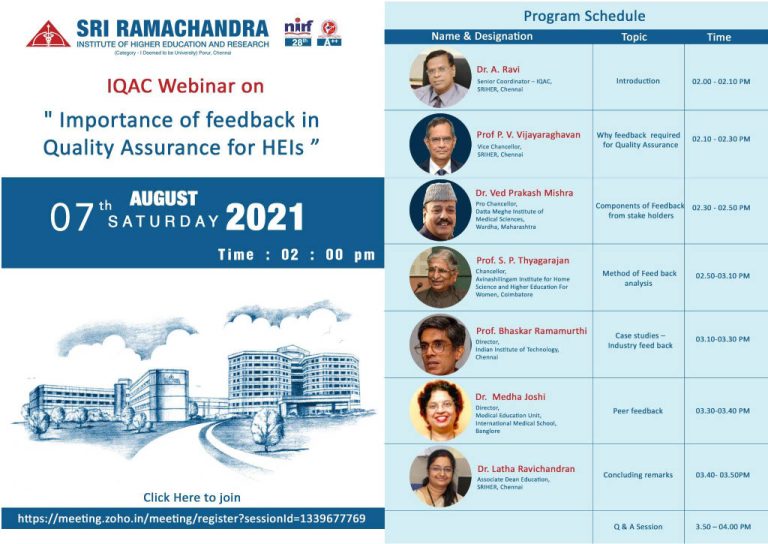 SRI RAMACHANDRA
INSTITUTE OF HIGHER EDUCATION AND RESEARCH
(Category - I Deemed to be University) Porur, Chennai
nirf
28th
A++
IQAC Webinar on
" Importance of feedback in
Quality Assurance for HEIs ”
07th AUGUST
SATURDAY 2021
Time : 02 : 00 pm
Click Here to join
https://meeting.zoho.in/meeting/register?sessionId=1339677769
Program Schedule
Name & Designation Topic Time
Dr. A. Ravi
Senior Coordinator – IQAC,
SRIHER, Chennai
Introduction
02.00 - 02.10 PM
Prof P. V. Vijayaraghavan
Vice Chancellor,
SRIHER, Chennai
Why feedback required
for Quality Assurance
02.10 - 02.30 PM
Dr. Ved Prakash Mishra
Pro Chancellor,
Datta Meghe Institute of
Medical Sciences,
Wardha, Maharashtra
Components of Feedback
from stake holders
02.30 - 02.50 PM
Prof. S. P. Thyagarajan
Chancellor,
Avinashilingam Institute for Home
Science and Higher Education For
Women, Coimbatore
Method of Feed back
analysis
02.50-03.10 PM
Prof. Bhaskar Ramamurthi
Director,
Indian Institute of Technology,
Chennai
Case studies –
Industry feed back
03.10-03.30 PM
Dr. Medha Joshi
Director,
Modical Education Unit,
International Medical School,
Banglore
Peer feedback
03.30-03.40 PM
Dr. Latha Ravichandran
Associate Dean Education,
SRIHER, Chennai
Concluding remarks
03.40- 03.50PM
Q & A Session
3.50 – 04.00 PM